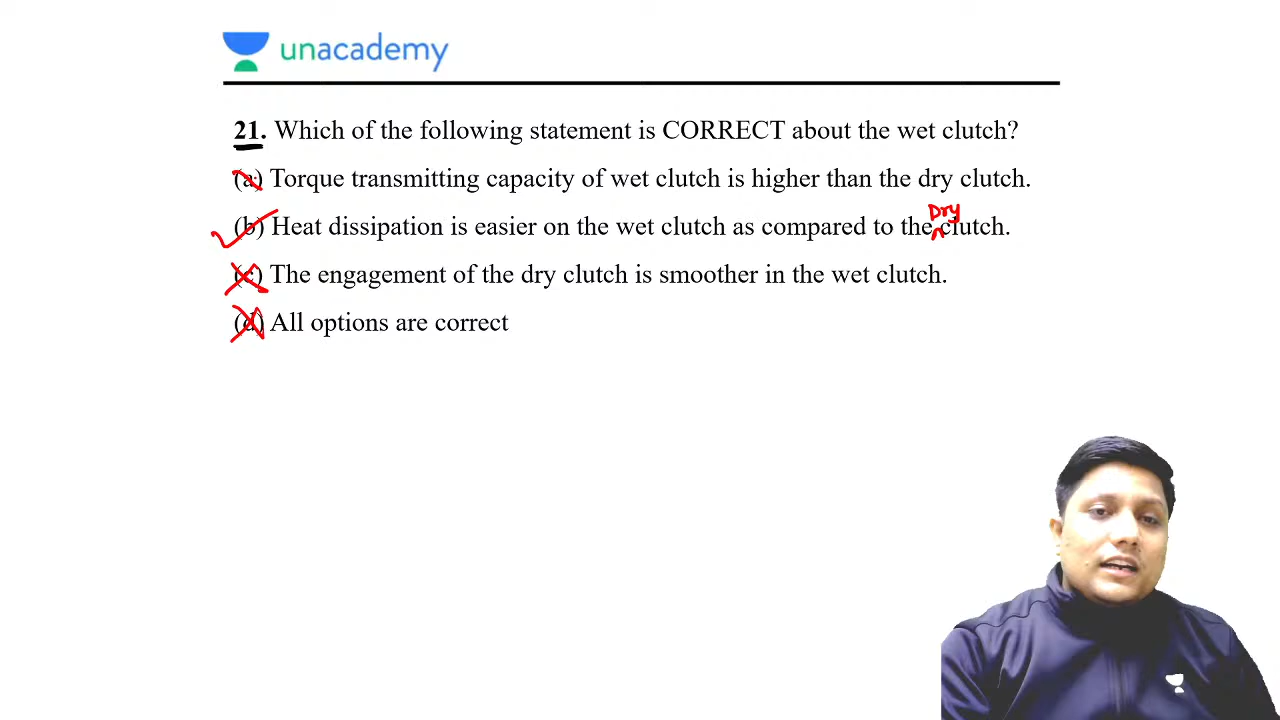 unacademy
21. Which of the following statement is CORRECT about the wet clutch?
(a) Torque transmitting capacity of wet clutch is higher than the dry clutch.
Dry
(b) Heat dissipation is easier on the wet clutch as compared to the clutch.
(c) The engagement of the dry clutch is smoother in the wet clutch.
(d) All options are correct